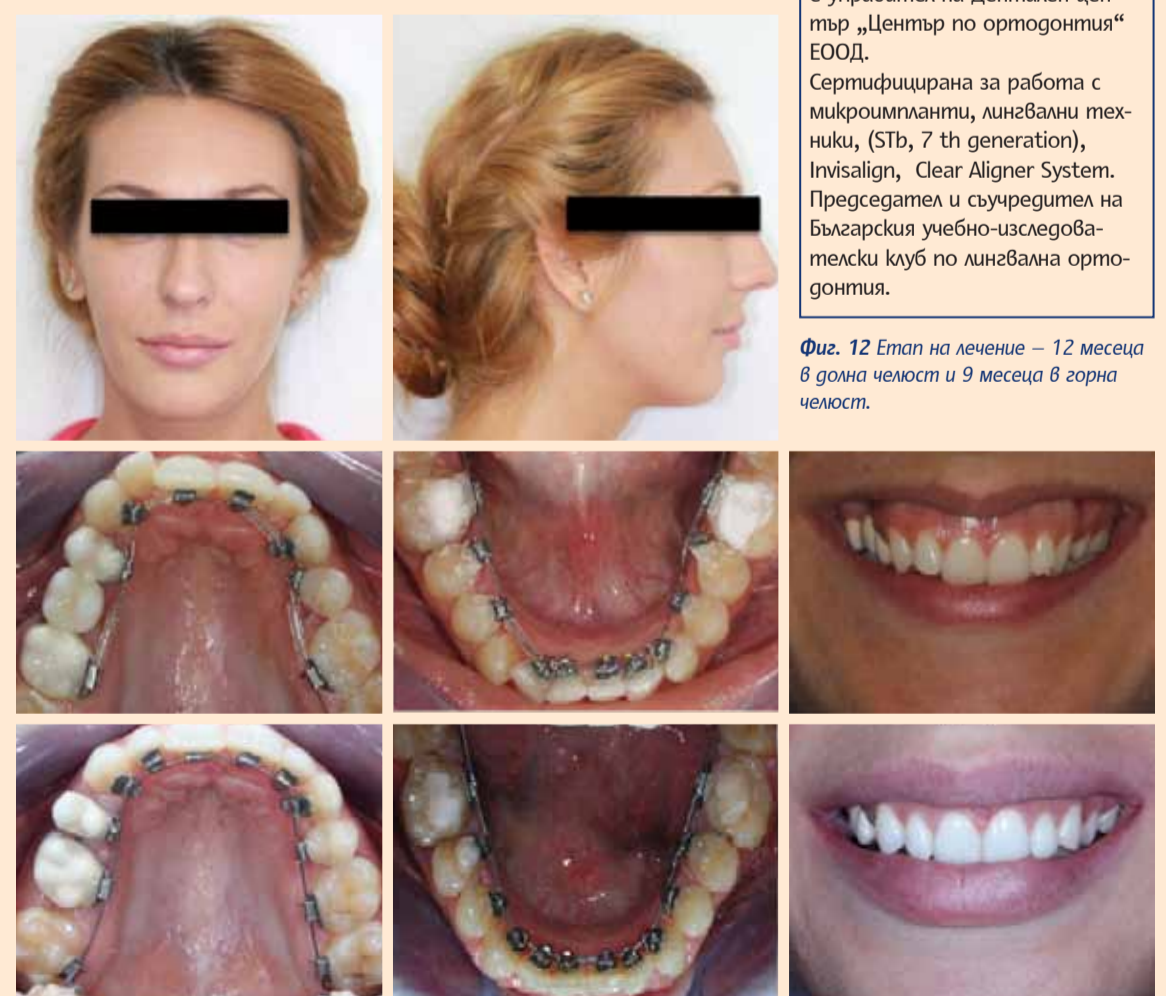 тър „Център по ортодонтия“
ЕООД.
Сертифицирана за работа с
микроимпланти, лингвални тех-
ники, (STb, 7 th generation),
Invisalign, Clear Aligner System.
Председател и съучредител на
Българския учебно-изследова-
телски клуб по лингвална орто-
донтия.
Фиг. 12 Етап на лечение – 12 месеца
в долна челюст и 9 месеца в горна
челюст.